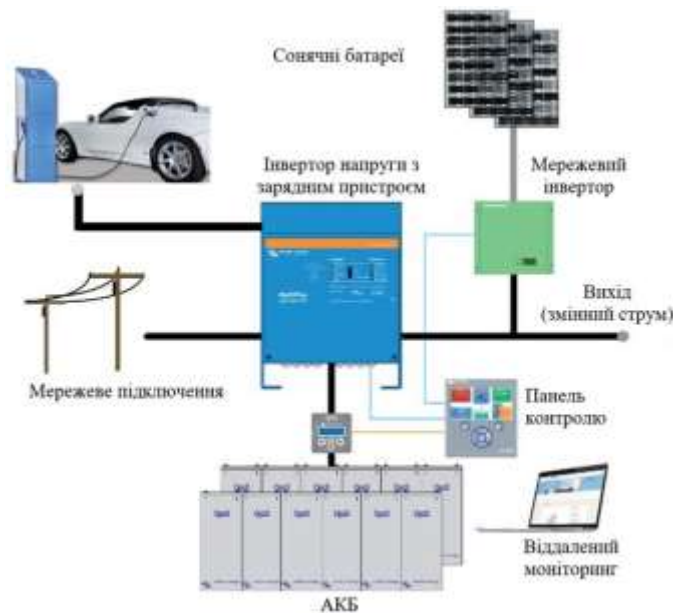 Сонячні батареї
Інвертор напруги з
зарядним пристроєм
Мережевий
інвертор
Вихід
(змінний струм)
Мережеве підключення
Панель
контролю
Віддалений
моніторинг
АКБ